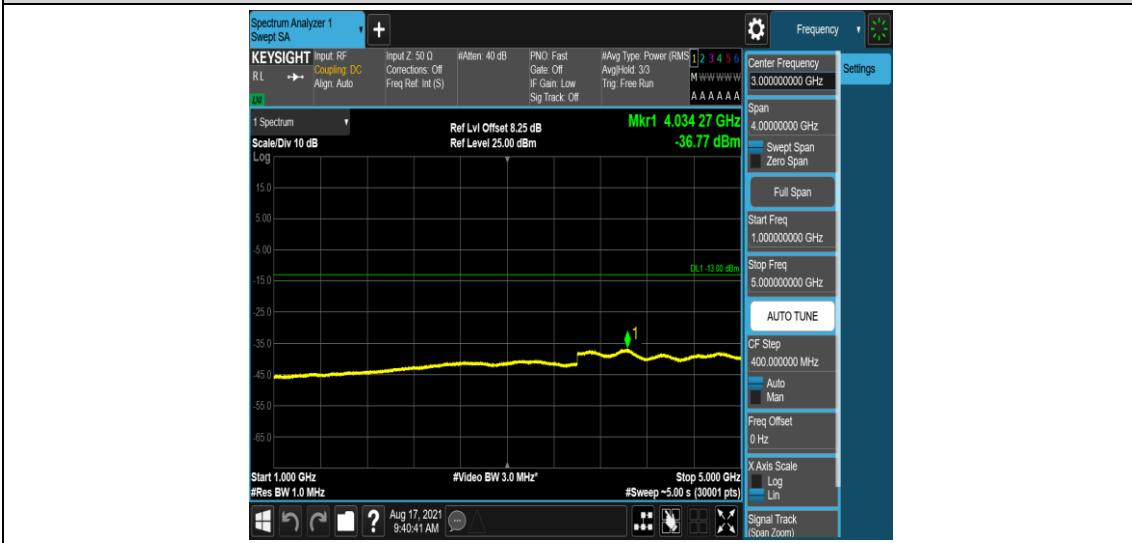 Spectrum Analyzer 1
Swept SA
+
Frequency
KEYSIGHT
RL
LXI
Input: RF
Coupling: DC
Align: Auto
Input Z: 50 Ω
Corrections: Off
Freq Ref: Int (S)
#Atten: 40 dB
PNO: Fast
Gate: Off
IF Gain: Low
Sig Track: Off
#Avg Type: Power (RMS
Avg|Hold: 3/3
Trig: Free Run
1 2 3 4 5 6
M W W W W W
A A A A A A
1 Spectrum
Scale/Div 10 dB
Log
Ref Lvl Offset 8.25 dB
Ref Level 25.00 dBm
Mkr1 4.034 27 GHz
-36.77 dBm
15.0
5.00
-5.00
-15.0
-25.0
-35.0
-45.0
-55.0
-65.0
DL1 -13.00 dBm
1
Start 1.000 GHz
#Res BW 1.0 MHz
#Video BW 3.0 MHz*
Stop 5.000 GHz
#Sweep ~5.00 s (30001 pts)
?
Aug 17, 2021
9:40:41 AM
Center Frequency
3.000000000 GHz
Settings
Span
4.00000000 GHz
Swept Span
Zero Span
Full Span
Start Freq
1.000000000 GHz
Stop Freq
5.000000000 GHz
AUTO TUNE
CF Step
400.000000 MHz
Auto
Man
Freq Offset
0 Hz
X Axis Scale
Log
Lin
Signal Track
(Span Zoom)